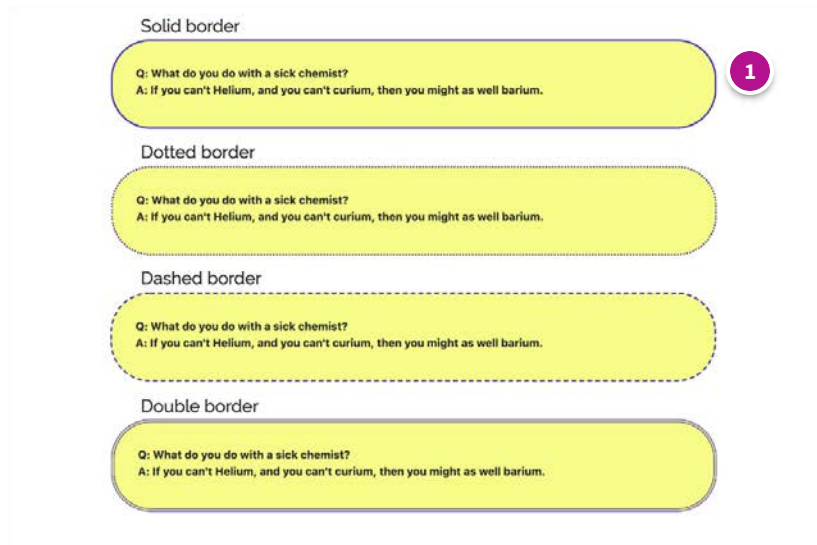 Solid border
1
Q: What do you do with a sick chemist?
A: If you can't Helium, and you can't curium, then you might as well barium.
Dotted border
Q: What do you do with a sick chemist?
A: If you can't Helium, and you can't curium, then you might as well barium.
Dashed border
Q: What do you do with a sick chemist?
A: If you can't Helium, and you can't curium, then you might as well barium.
Double border
Q: What do you do with a sick chemist?
A: If you can't Helium, and you can't curium, then you might as well barium.